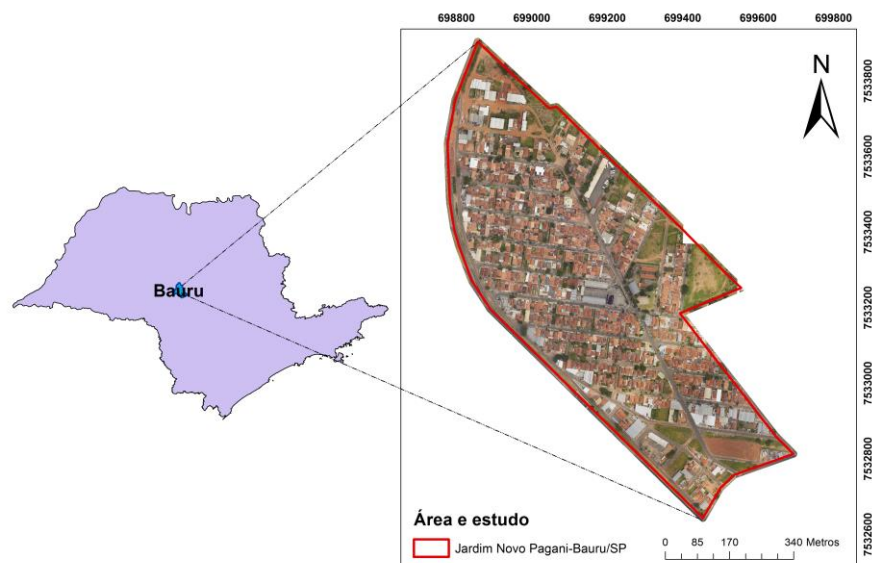 698800 699000 699200 699400 699600 699800
7533800
7533600
7533400
7533200
7533000
7532800
7532600
N
Bauru
Área e estudo
Jardim Novo Pagani-Bauru/SP
0 85 170 340 Metros